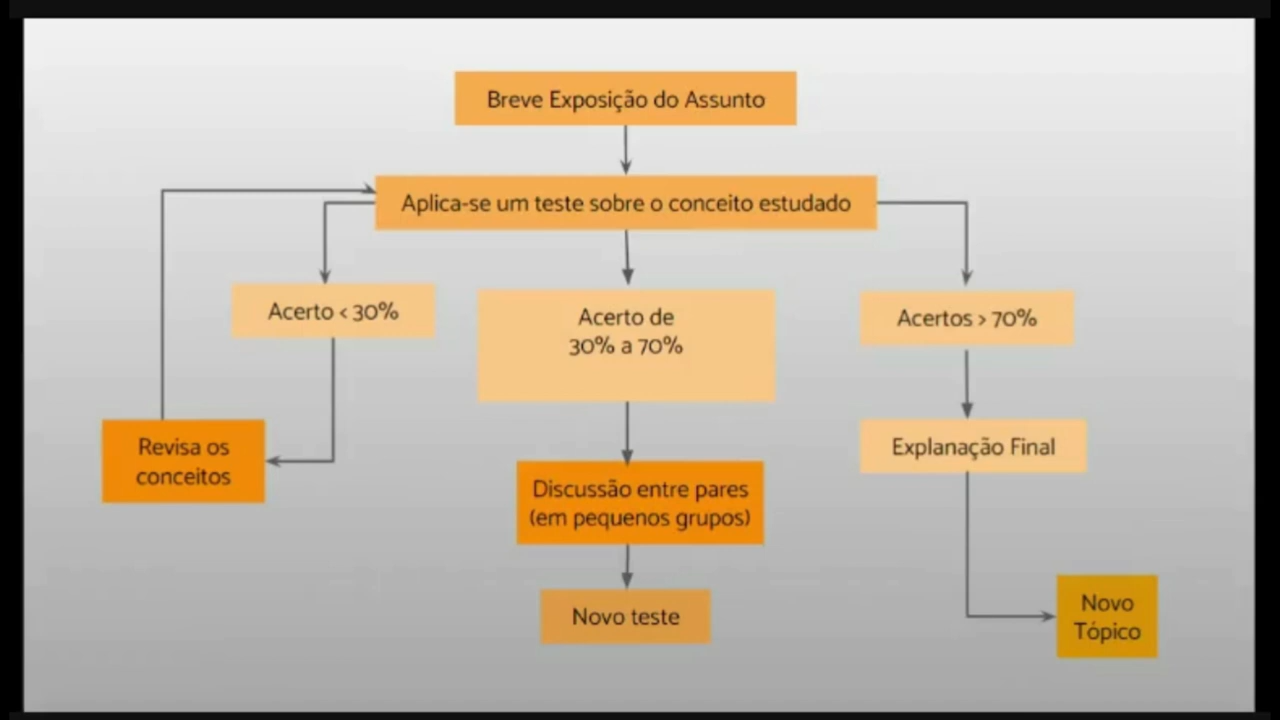 Breve Exposição do Assunto
Aplica-se um teste sobre o conceito estudado
Acerto < 30%
Acerto de
30% a 70%
Acertos > 70%
Revisa os
conceitos
Discussão entre pares
(em pequenos grupos)
Explanação Final
Novo teste
Novo
Tópico